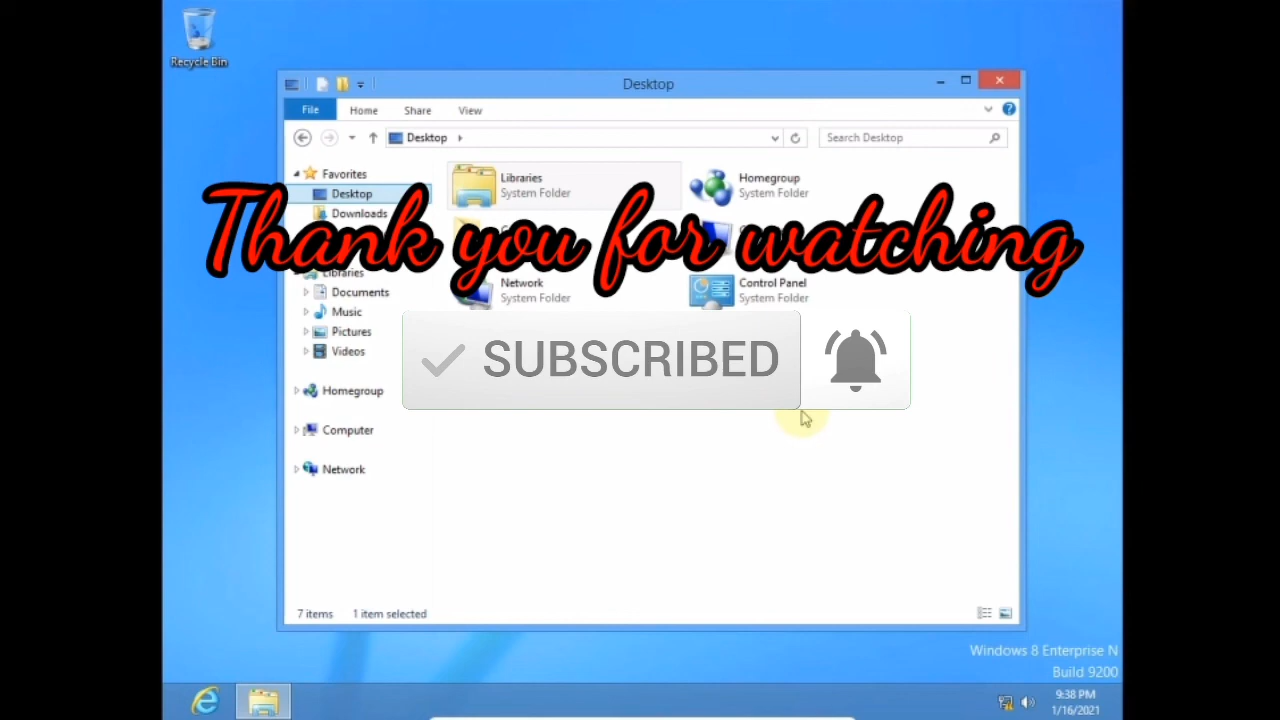 Recycle Bin
Desktop
File Home Share View
Desktop
Search Desktop
Favorites
Desktop
Downloads
Libraries
System Folder
Homegroup
System Folder
Thank you for watching
Libraries
Documents
Music
Pictures
Videos
Homegroup
Computer
Network
Network
System Folder
Control Panel
System Folder
SUBSCRIBED
7 items 1 item selected
Windows 8 Enterprise N
Build 9200
9:38 PM
1/16/2021